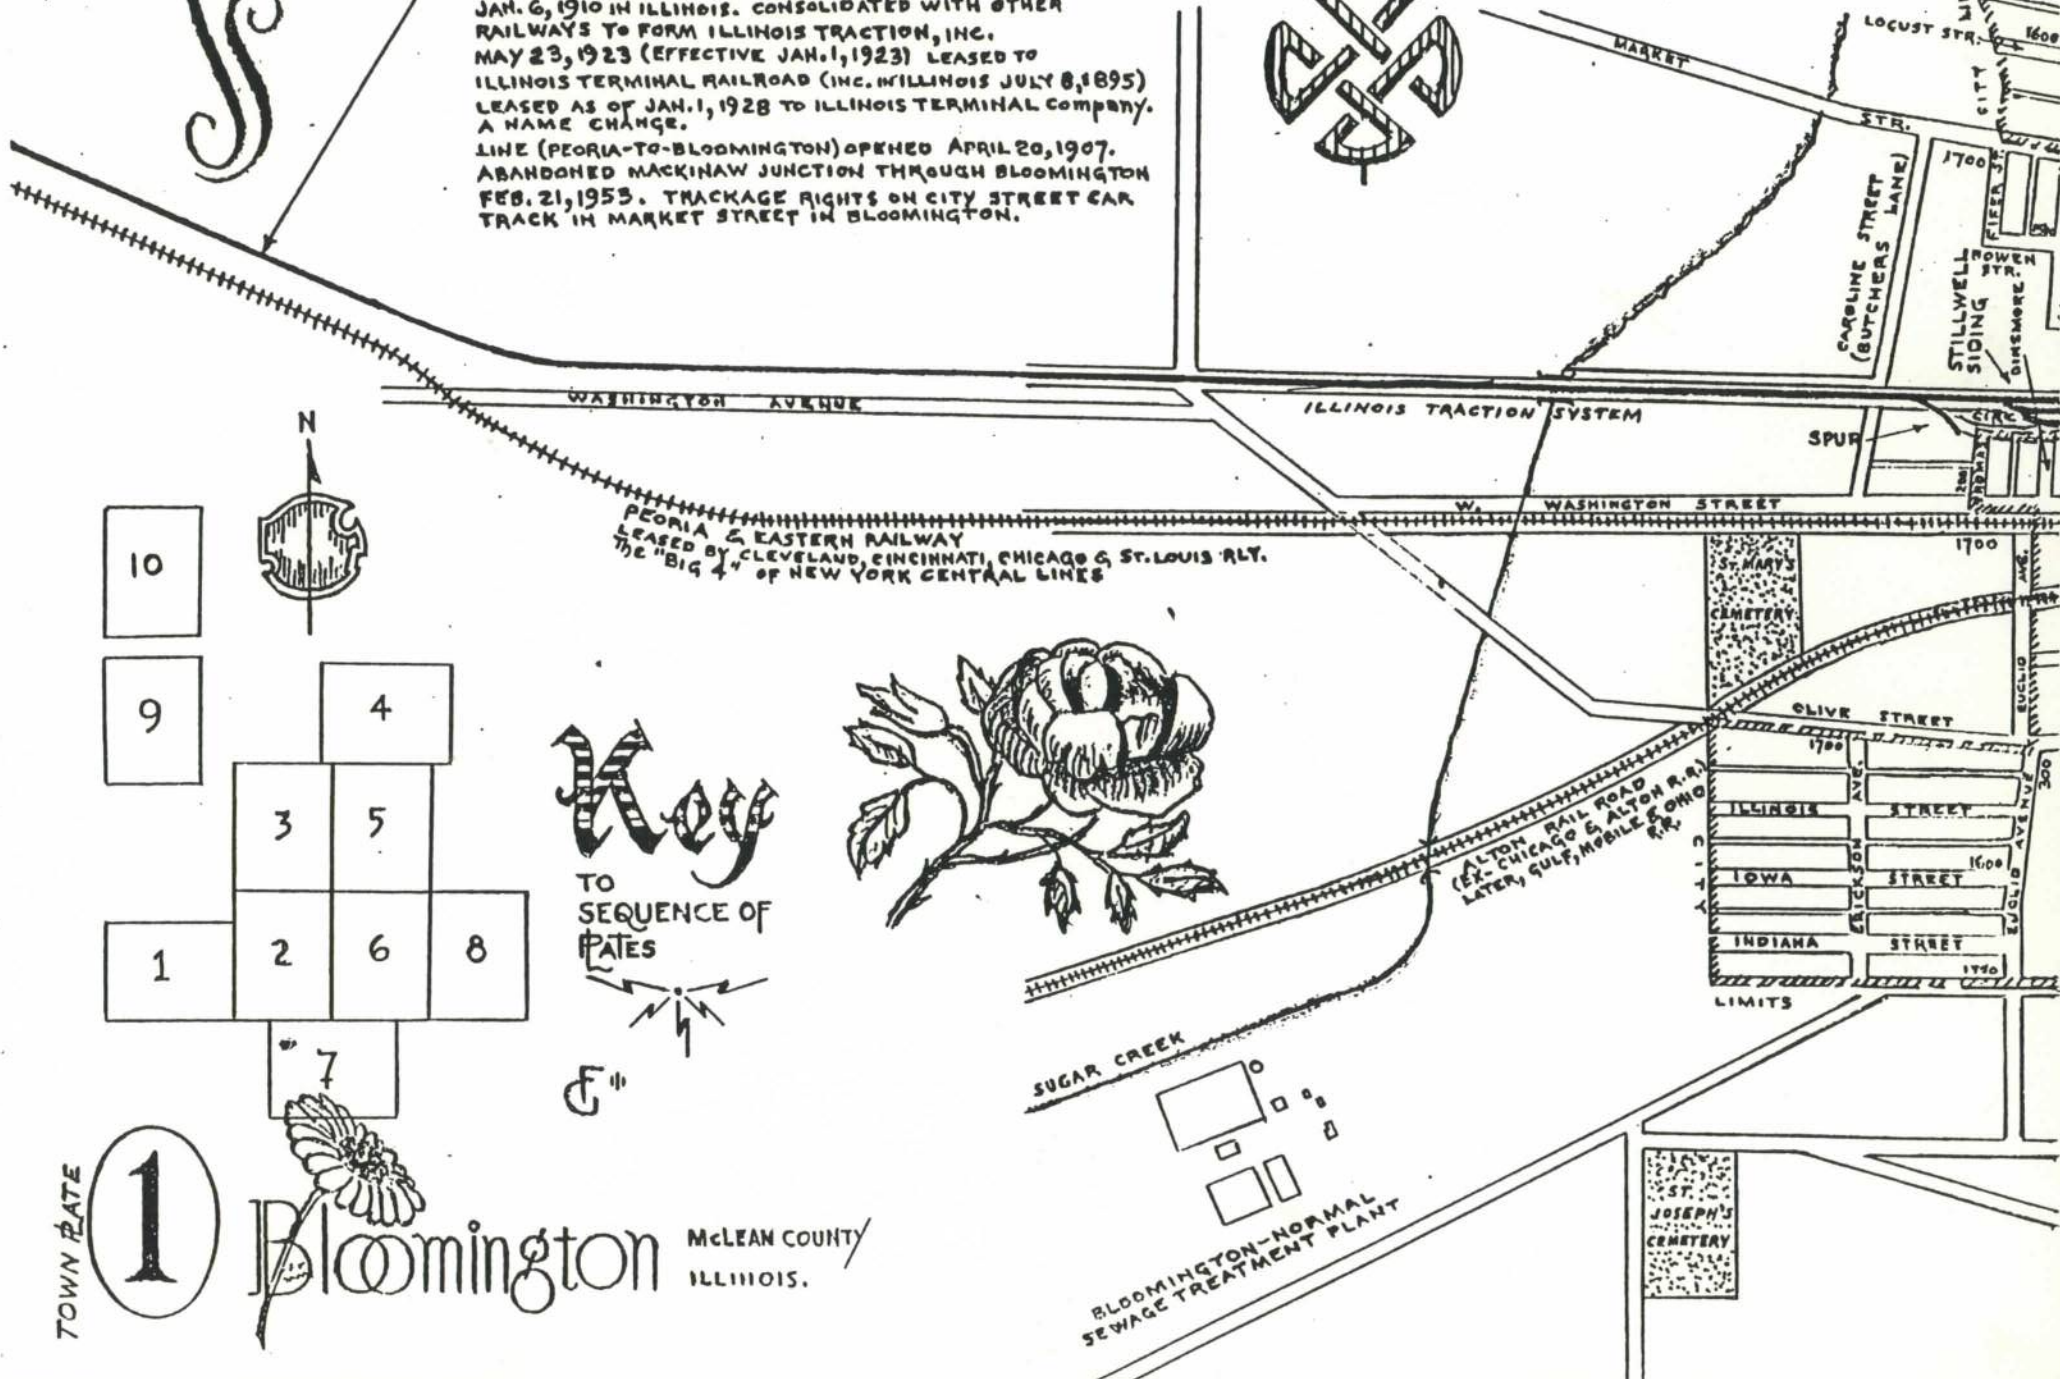 JAN. 6, 1910 IN ILLINOIS. CONSOLIDATED WITH OTHER
RAILWAYS TO FORM ILLINOIS TRACTION, INC.
MAY 23, 1923 (EFFECTIVE JAN. 1, 1923) LEASED TO
ILLINOIS TERMINAL RAILROAD (INC. IN ILLINOIS JULY 8, 1895)
LEASED AS OF JAN. 1, 1928 TO ILLINOIS TERMINAL Company.
A NAME CHANGE.
LINE (PEORIA-TO-BLOOMINGTON) OPENED APRIL 20, 1907.
ABANDONED MACKINAW JUNCTION THROUGH BLOOMINGTON
FEB. 21, 1953. TRACKAGE RIGHTS ON CITY STREET CAR
TRACK IN MARKET STREET IN BLOOMINGTON.
MARKET STR.
LOCUST STR.
1600
CITY
1700
FIFER ST.
CAROLINE STREET
(BUTCHERS LANE)
BOWEN
STR.
STILLWELL
SIDING
DINSMORE
WASHINGTON AVENUE
ILLINOIS TRACTION SYSTEM
SPUR
200
W. WASHINGTON STREET
1700
PEORIA & EASTERN RAILWAY
LEASED BY CLEVELAND, CINCINNATI, CHICAGO & ST. LOUIS RLY.
The "BIG 4" OF NEW YORK CENTRAL LINES
ST. MARY'S
CEMETERY
EUCLID AVE.
OLIVE STREET
1700
300
ALTON RAIL ROAD
(EX-CHICAGO & ALTON R.R.)
LATER, GULF, MOBILE & OHIO
R.R.
CITY
ILLINOIS STREET
1600
IOWA STREET
ERICKSON AVE.
EUCLID AVENUE
INDIANA STREET
LIMITS
N
10
9
4
3
5
1
2
6
8
7
Key
TO
SEQUENCE OF
PLATES
SUGAR CREEK
BLOOMINGTON-NORMAL
SEWAGE TREATMENT PLANT
ST.
JOSEPH'S
CEMETERY
TOWN PLATE
1
Bloomington
McLEAN COUNTY
ILLINOIS.